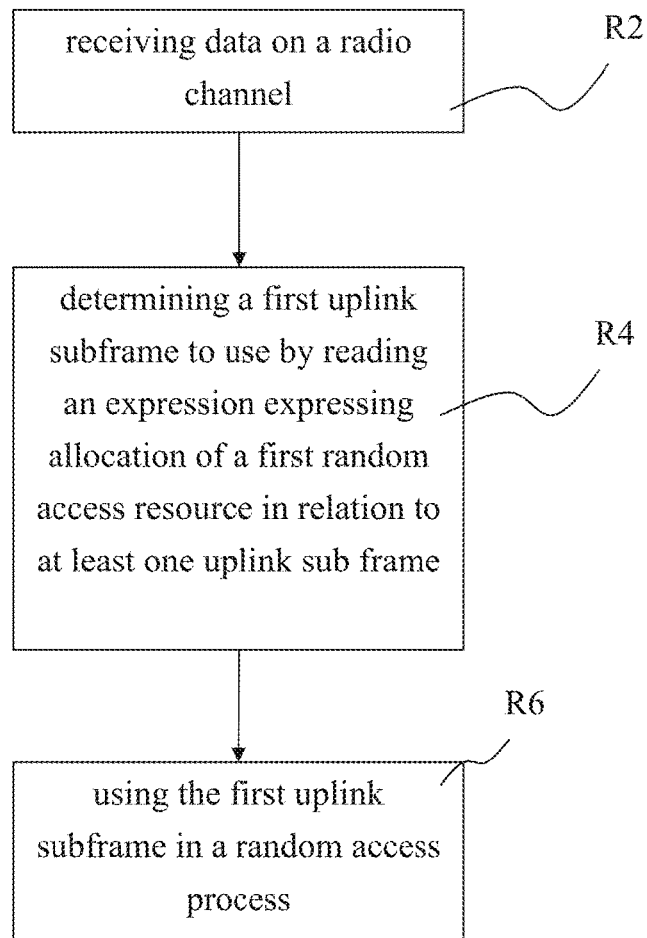 receiving data on a radio
channel
R2
determining a first uplink
subframe to use by reading
an expression expressing
allocation of a first random
access resource in relation to
at least one uplink sub frame
R4
using the first uplink
subframe in a random access
process
R6